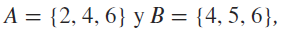 A = {2, 4, 6} y B = {4, 5, 6},